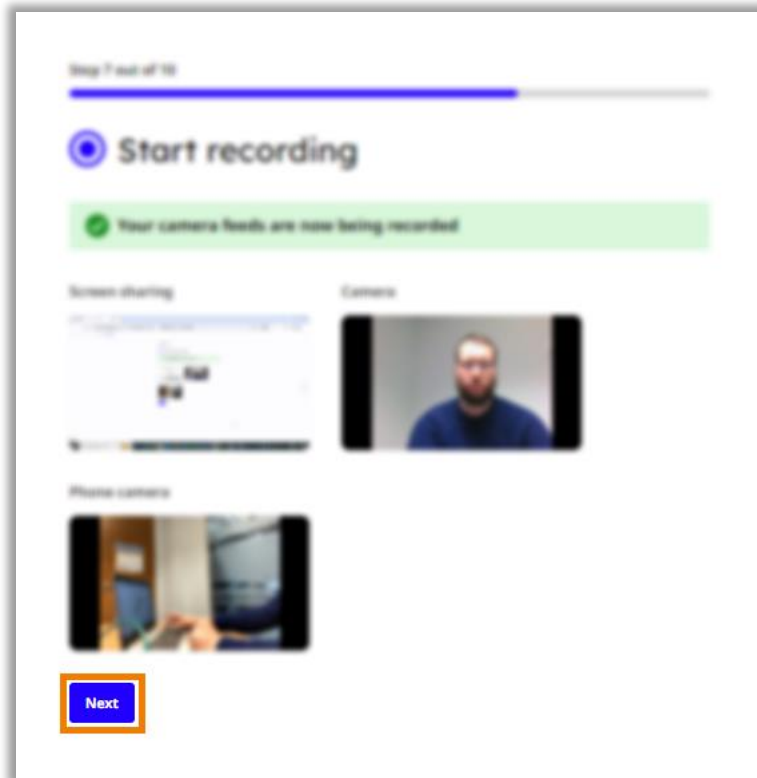 Step 7 out of 10
Start recording
Your camera feeds are now being recorded
Screen sharing
Camera
Phone camera
Next